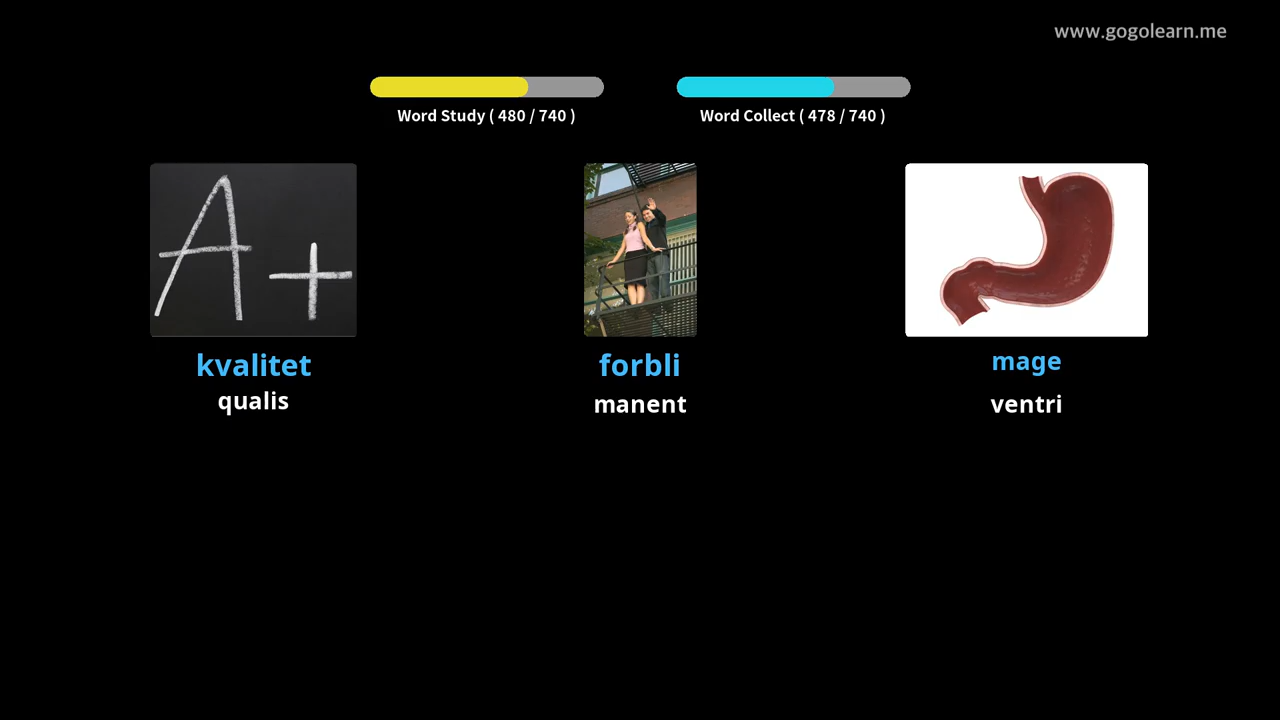 www.gogolearn.me
Word Study ( 480 / 740 )
Word Collect ( 478 / 740 )
A+
kvalitet
qualis
forbli
manent
mage
ventri